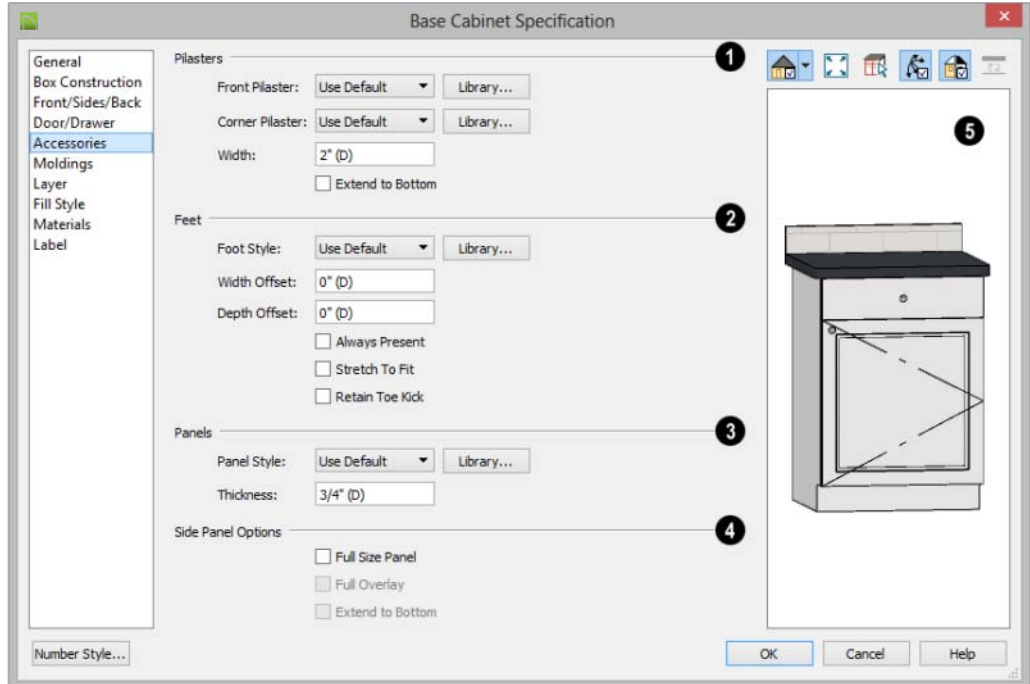 Base Cabinet Specification
General
Box Construction
Front/Sides/Back
Door/Drawer
Accessories
Moldings
Layer
Fill Style
Materials
Label
Pilasters
1
Front Pilaster: Use Default Library...
Corner Pilaster: Use Default Library...
Width: 2" (D)
Extend to Bottom
Feet
2
Foot Style: Use Default Library...
Width Offset: 0" (D)
Depth Offset: 0" (D)
Always Present
Stretch To Fit
Retain Toe Kick
Panels
3
Panel Style: Use Default Library...
Thickness: 3/4" (D)
Side Panel Options
4
Full Size Panel
Full Overlay
Extend to Bottom
5
Number Style...
OK Cancel Help